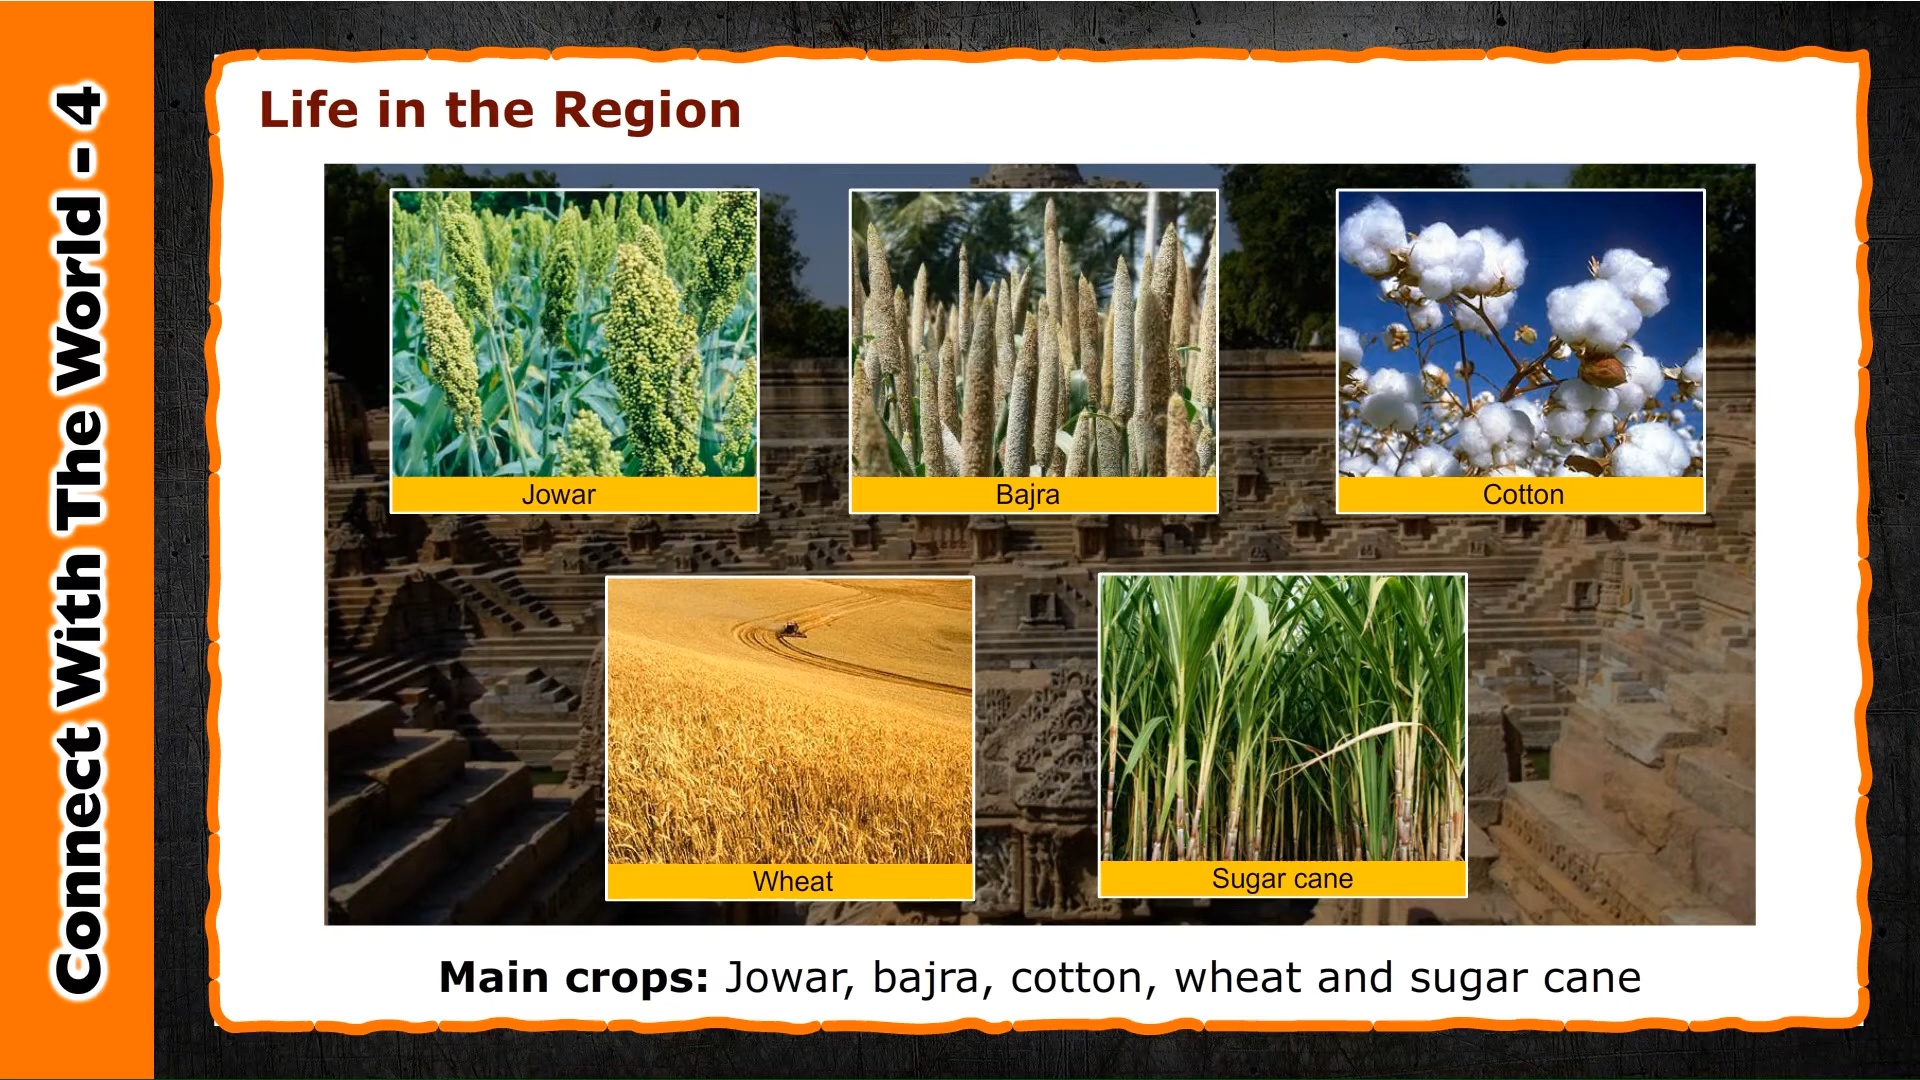 Connect With The World - 4
Life in the Region
Jowar
Bajra
Cotton
Wheat
Sugar cane
Main crops: Jowar, bajra, cotton, wheat and sugar cane